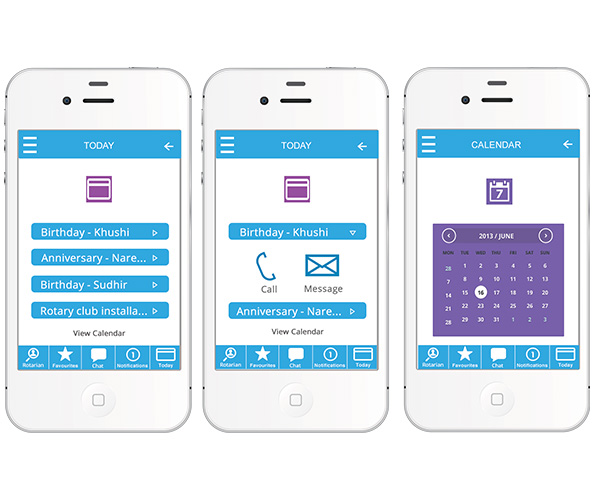 TODAY
Birthday - Khushi
Anniversary - Nare...
Birthday - Sudhir
Rotary club installa...
View Calendar
Rotarian Favourites Chat 1 Notifications Today
TODAY
Birthday - Khushi
Call Message
Anniversary - Nare...
View Calendar
Rotarian Favourites Chat 1 Notifications Today
CALENDAR
7
2013 / JUNE
MON TUE WED THU FRI SAT SUN
28 1 2 3 4 5 6
7 8 9 10 11 12 13
14 15 16 17 18 19 20
21 22 23 24 25 26 27
28 29 30 31 1 2 3
Rotarian Favourites Chat 1 Notifications Today